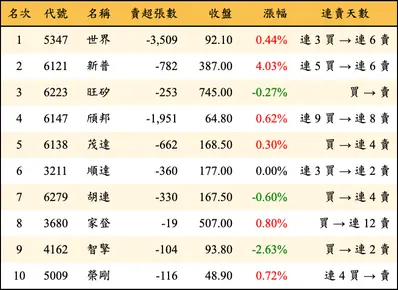 名次 代號 名稱 賣超張數 收盤 漲幅 連賣天數
1 5347 世界 -3,509 92.10 0.44% 連 3 買 → 連 6 賣
2 6121 新普 -782 387.00 4.03% 連 5 買 → 連 6 賣
3 6223 旺矽 -253 745.00 -0.27% 買 → 賣
4 6147 頎邦 -1,951 64.80 0.62% 連 9 買 → 連 8 賣
5 6138 茂達 -662 168.50 0.30% 買 → 連 4 賣
6 3211 順達 -360 177.00 0.00% 連 3 買 → 連 2 賣
7 6279 胡連 -330 167.50 -0.60% 買 → 連 4 賣
8 3680 家登 -19 507.00 0.80% 買 → 連 12 賣
9 4162 智擎 -104 93.80 -2.63% 買 → 連 2 賣
10 5009 榮剛 -116 48.90 0.72% 連 4 買 → 賣